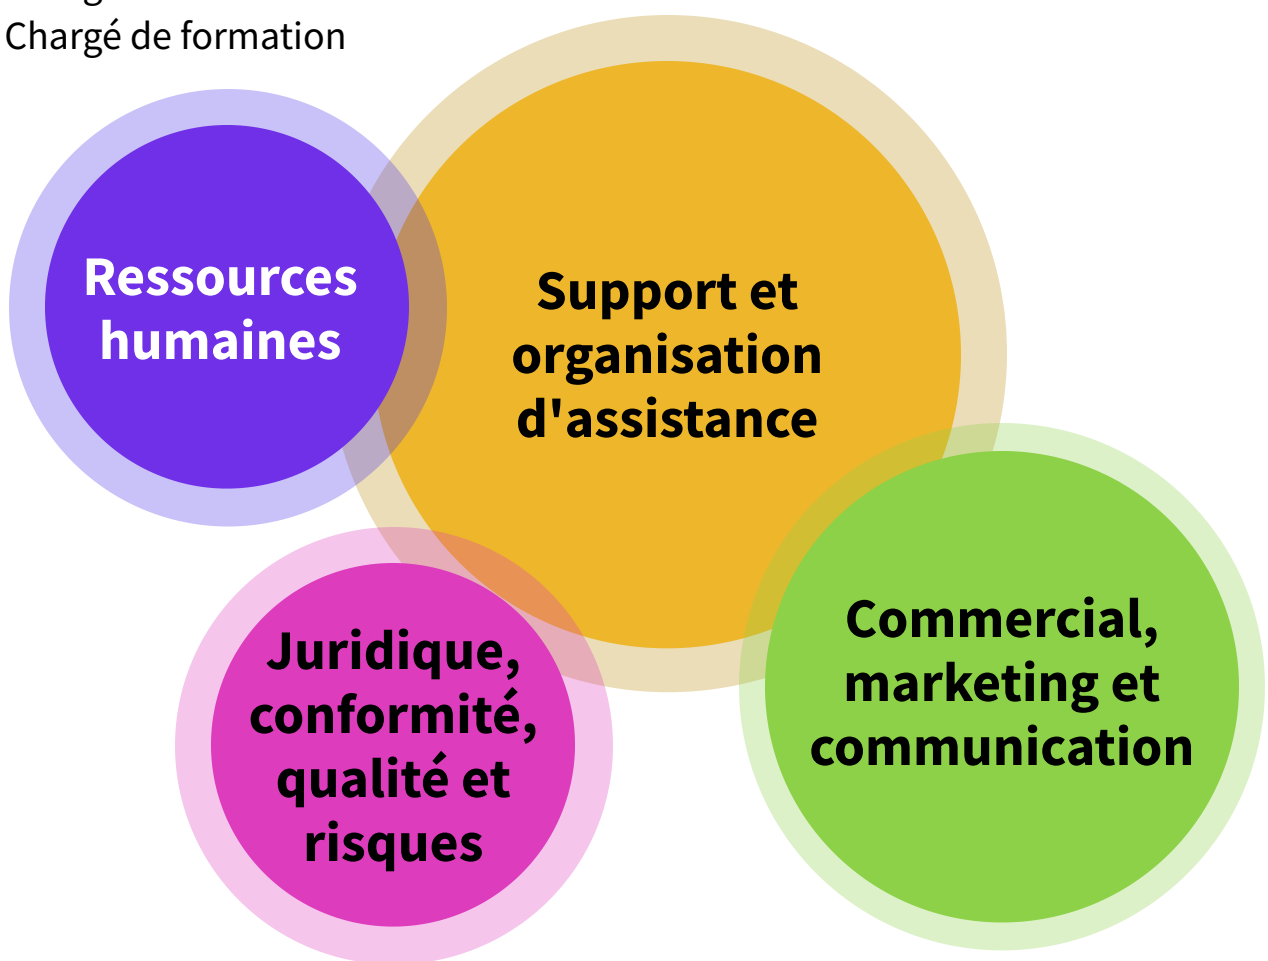 Chargé de formation
Ressources
humaines
Support et
organisation
d'assistance
Commercial,
marketing et
communication
Juridique,
conformité,
qualité et
risques